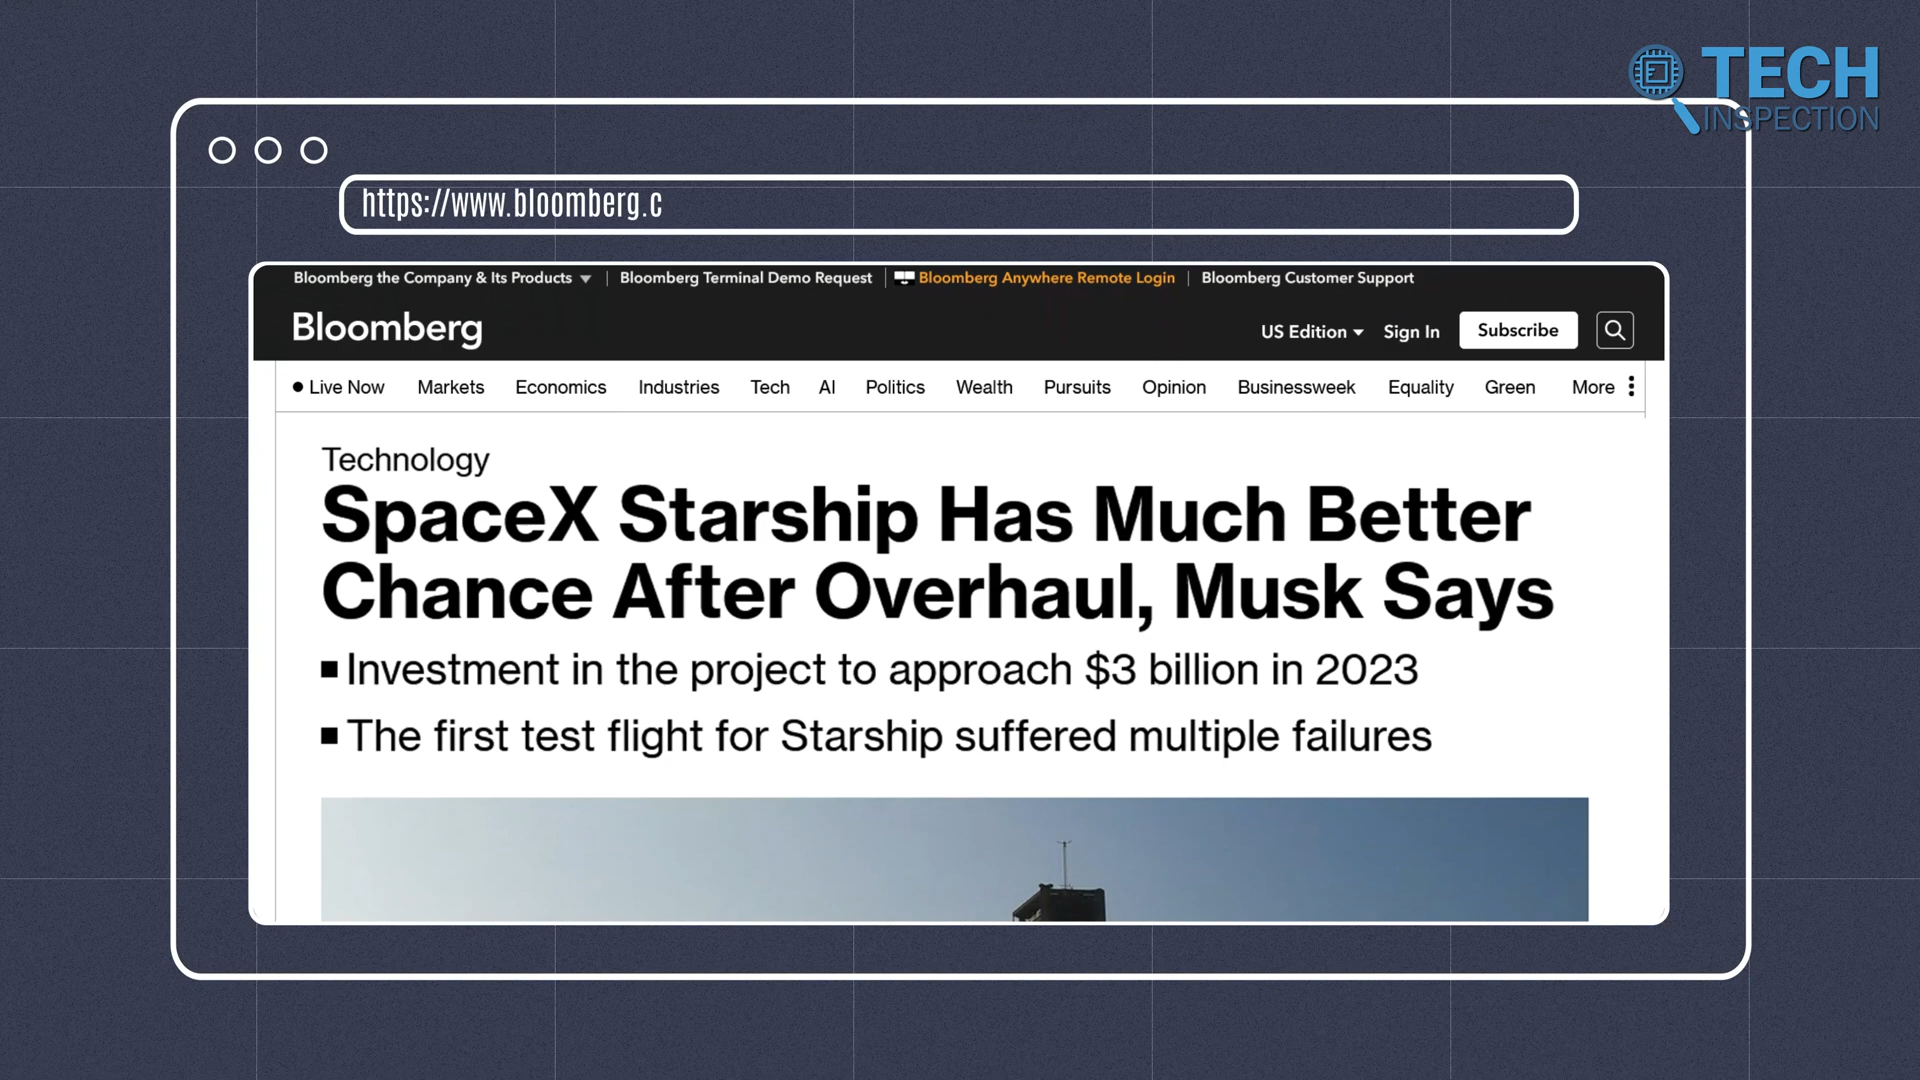 TECH
INSPECTION
https://www.bloomberg.c
Bloomberg the Company & Its Products
Bloomberg Terminal Demo Request
Bloomberg Anywhere Remote Login
Bloomberg Customer Support
Bloomberg
US Edition
Sign In
Subscribe
Live Now
Markets
Economics
Industries
Tech
AI
Politics
Wealth
Pursuits
Opinion
Businessweek
Equality
Green
More
Technology
SpaceX Starship Has Much Better
Chance After Overhaul, Musk Says
Investment in the project to approach $3 billion in 2023
The first test flight for Starship suffered multiple failures